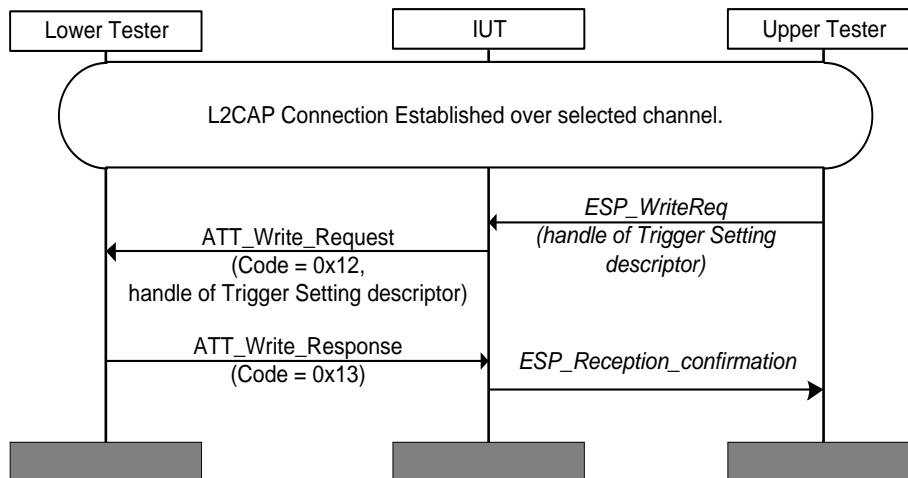 Lower Tester
IUT
Upper Tester
L2CAP Connection Established over selected channel.
ESP_WriteReq
(handle of Trigger Setting
descriptor)
ATT_Write_Request
(Code = 0x12,
handle of Trigger Setting descriptor)
ATT_Write_Response
(Code = 0x13)
ESP_Reception_confirmation